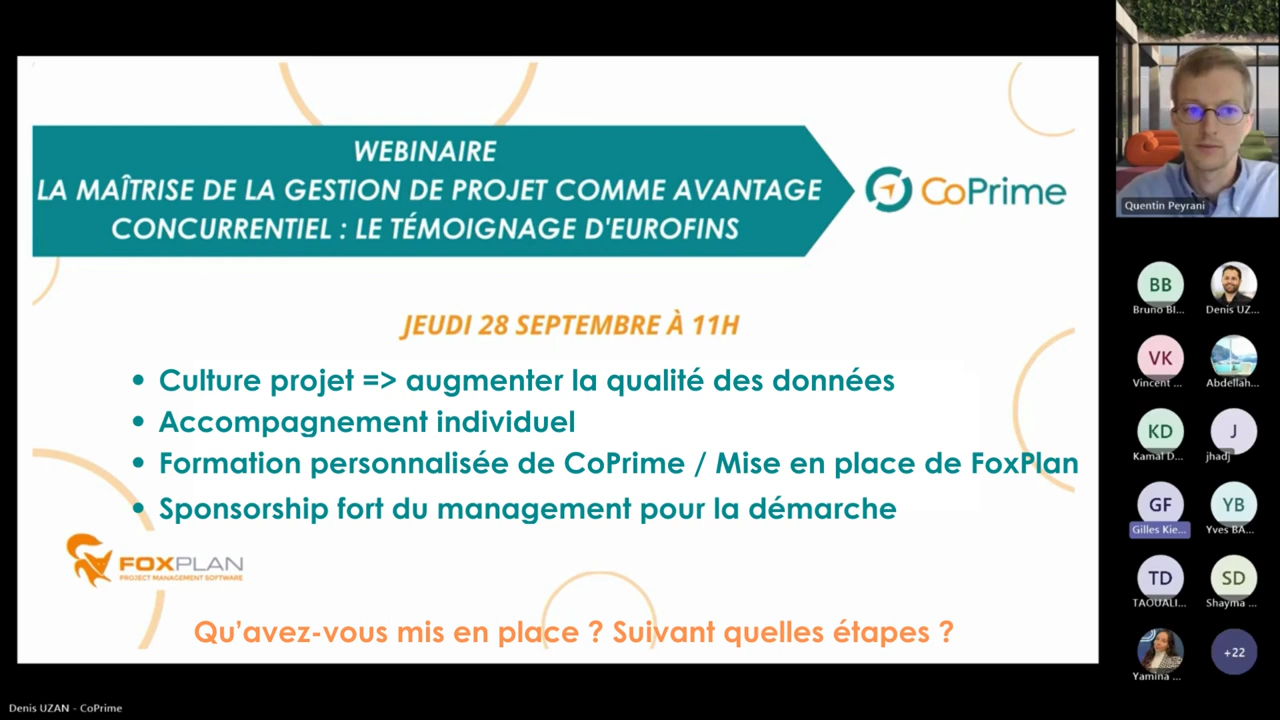 WEBINAIRE
LA MAÎTRISE DE LA GESTION DE PROJET COMME AVANTAGE
CONCURRENTIEL : LE TÉMOIGNAGE D'EUROFINS
CoPrime
JEUDI 28 SEPTEMBRE À 11H
• Culture projet => augmenter la qualité des données
• Accompagnement individuel
• Formation personnalisée de CoPrime / Mise en place de FoxPlan
• Sponsorship fort du management pour la démarche
FOXPLAN
PROJECT MANAGEMENT SOFTWARE
Qu'avez-vous mis en place ? Suivant quelles étapes ?
Denis UZAN - CoPrime
Quentin Peyrani
BB
Bruno BI...
Denis UZ...
VK
Vincent ...
Abdellah...
KD
Kamal D...
J
jhadj
GF
Gilles Kie...
YB
Yves BA...
TD
TAOUALI...
SD
Shayma ...
Yamina ...
+22